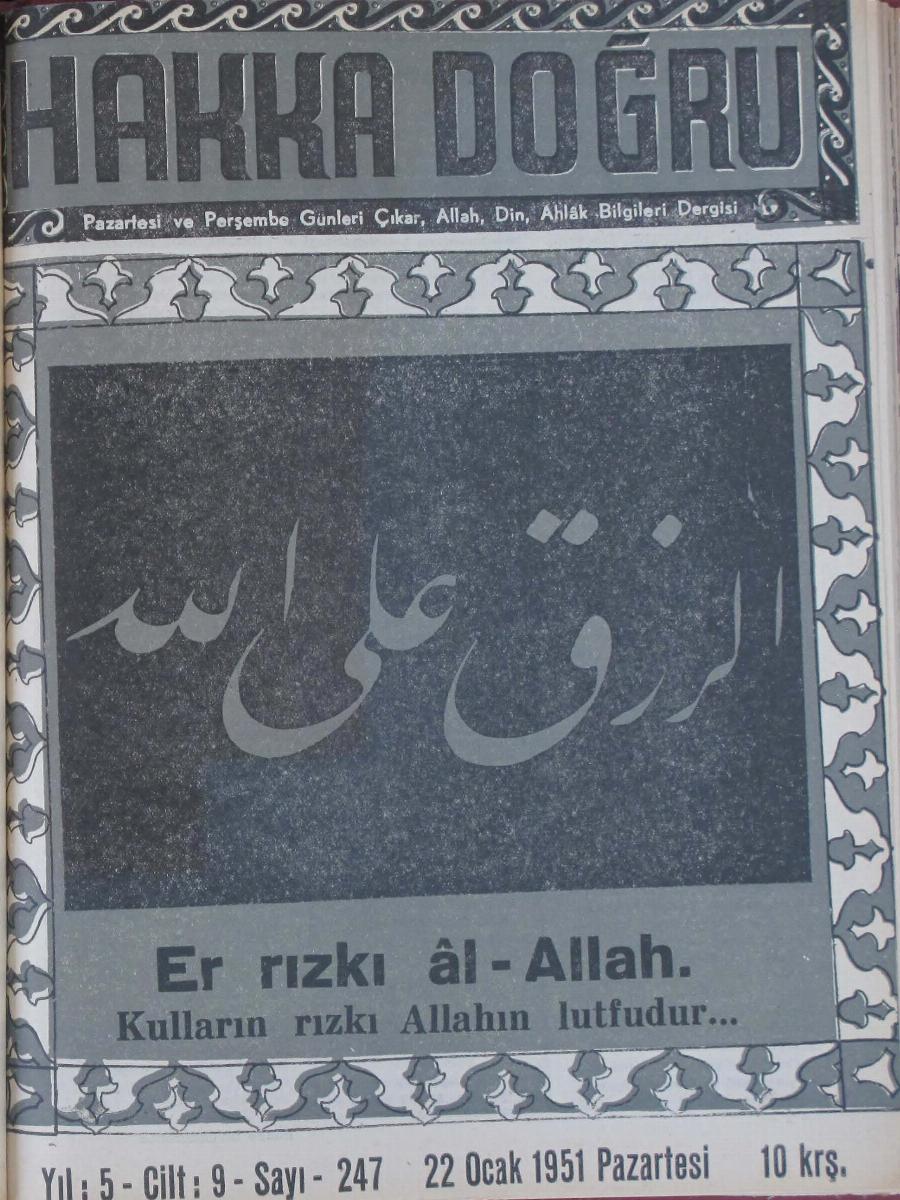 HAKKA DOĞRU
Pazartesi ve Perşembe Günleri Çıkar, Allah, Din, Ahlâk Bilgileri Dergisi
الرزق على الله
Er rızkı âl - Allah.
Kulların rızkı Allahın lutfudur...
Yıl : 5 - Cilt : 9 - Sayı - 247 22 Ocak 1951 Pazartesi 10 krş.